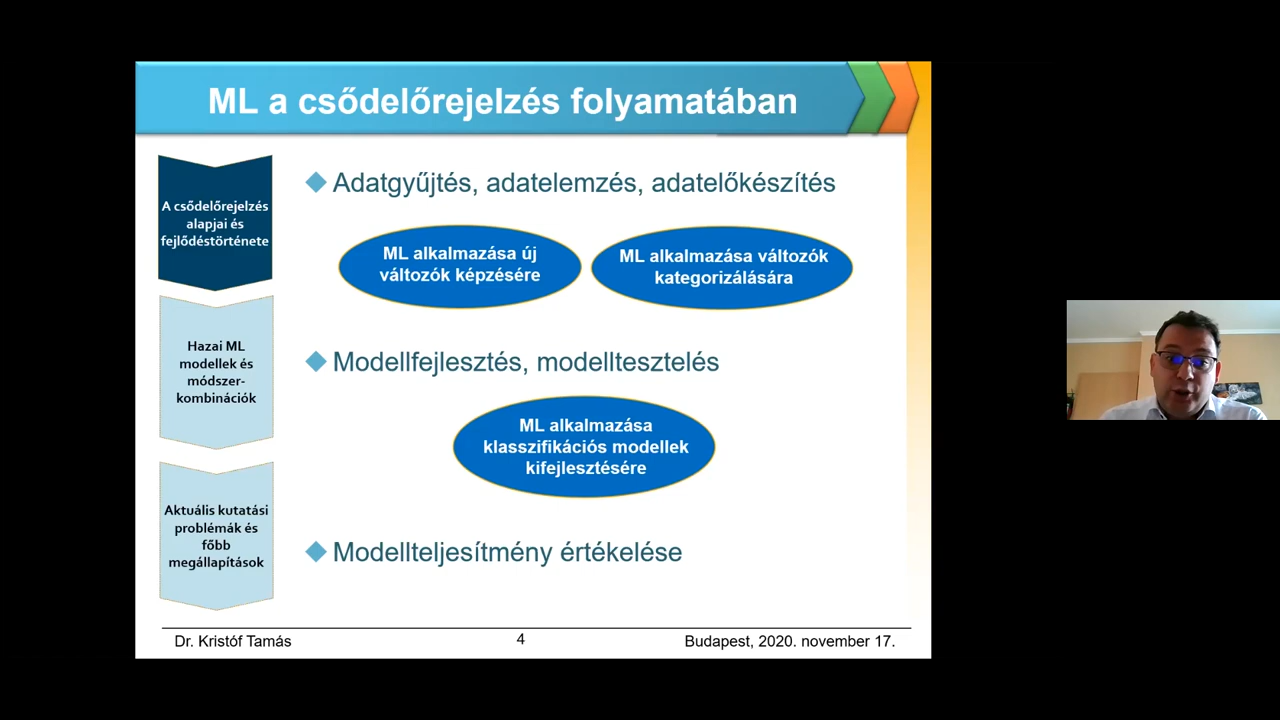 ML a csődelőrejelzés folyamatában
A csődelőrejelzés
alapjai és
fejlődéstörténete
Hazai ML
modellek és
módszer-
kombinációk
Aktuális kutatási
problémák és
főbb
megállapítások
Adatgyűjtés, adatelemzés, adatelőkészítés
ML alkalmazása új
változók képzésére
ML alkalmazása változók
kategorizálására
Modellfejlesztés, modelltesztelés
ML alkalmazása
klasszifikációs modellek
kifejlesztésére
Modellteljesítmény értékelése
Dr. Kristóf Tamás
4
Budapest, 2020. november 17.